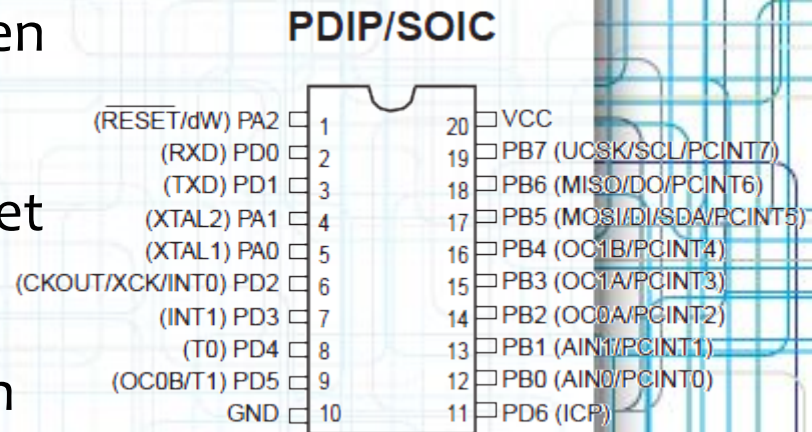 en
PDIP/SOIC
(RESET/dW) PA2 1 20 VCC
(RXD) PD0 2 19 PB7 (UCSK/SCL/PCINT7)
(TXD) PD1 3 18 PB6 (MISO/DO/PCINT6)
et
(XTAL2) PA1 4 17 PB5 (MOSI/DI/SDA/PCINT5)
(XTAL1) PA0 5 16 PB4 (OC1B/PCINT4)
(CKOUT/XCK/INT0) PD2 6 15 PB3 (OC1A/PCINT3)
(INT1) PD3 7 14 PB2 (OC0A/PCINT2)
(T0) PD4 8 13 PB1 (AIN1/PCINT1)
n
(OC0B/T1) PD5 9 12 PB0 (AIN0/PCINT0)
GND 10 11 PD6 (ICP)